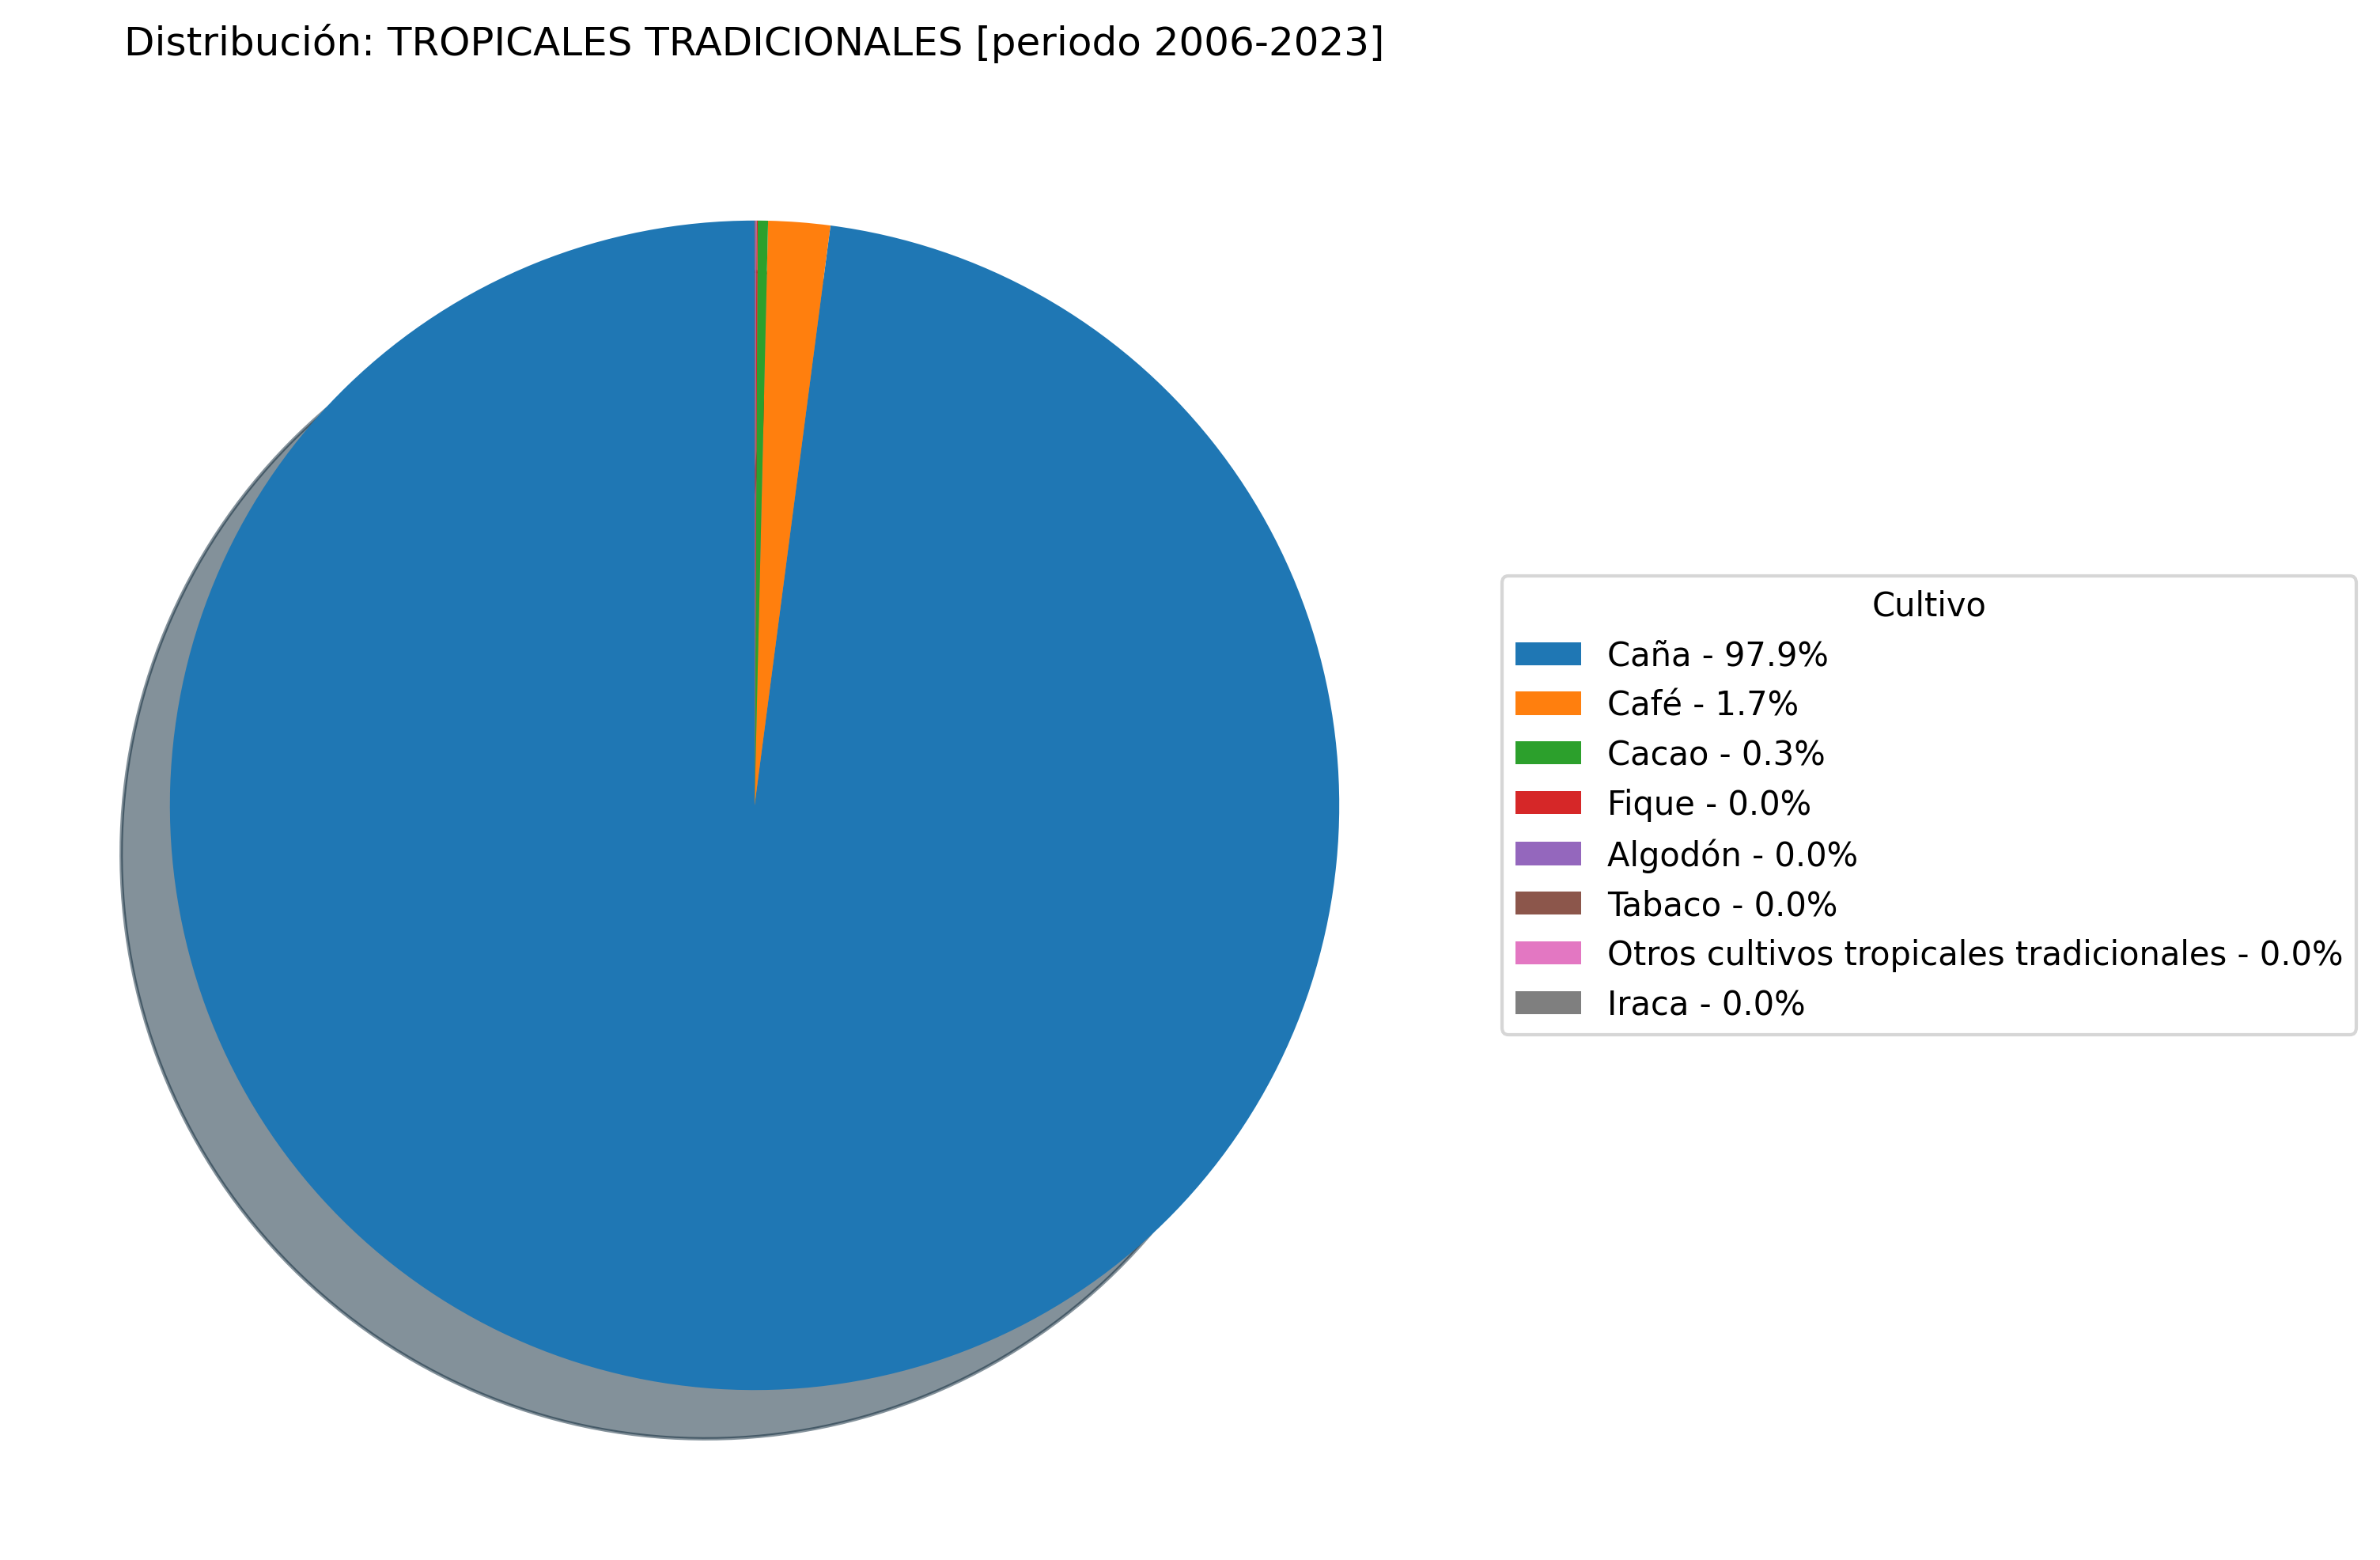 Distribución: TROPICALES TRADICIONALES [periodo 2006-2023]
Cultivo
Caña - 97.9%
Café - 1.7%
Cacao - 0.3%
Fique - 0.0%
Algodón - 0.0%
Tabaco - 0.0%
Otros cultivos tropicales tradicionales - 0.0%
Iraca - 0.0%